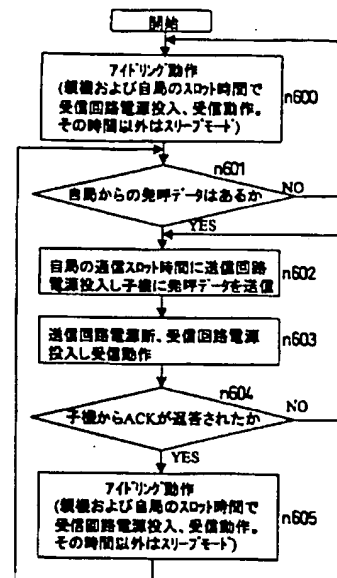 開始
アイドリング動作
(親機および自局のスロット時間で
受信回路電源投入、受信動作。
その時間以外はスリープモード)
n600
n601
自局からの発呼データはあるか
NO
YES
自局の通信スロット時間に送信回路
電源投入し子機に発呼データを送信
n602
送信回路電源断、受信回路電源
投入し受信動作
n603
n604
子機からACKが返答されたか
NO
YES
アイドリング動作
(親機および自局のスロット時間で
受信回路電源投入、受信動作。
その時間以外はスリープモード)
n605